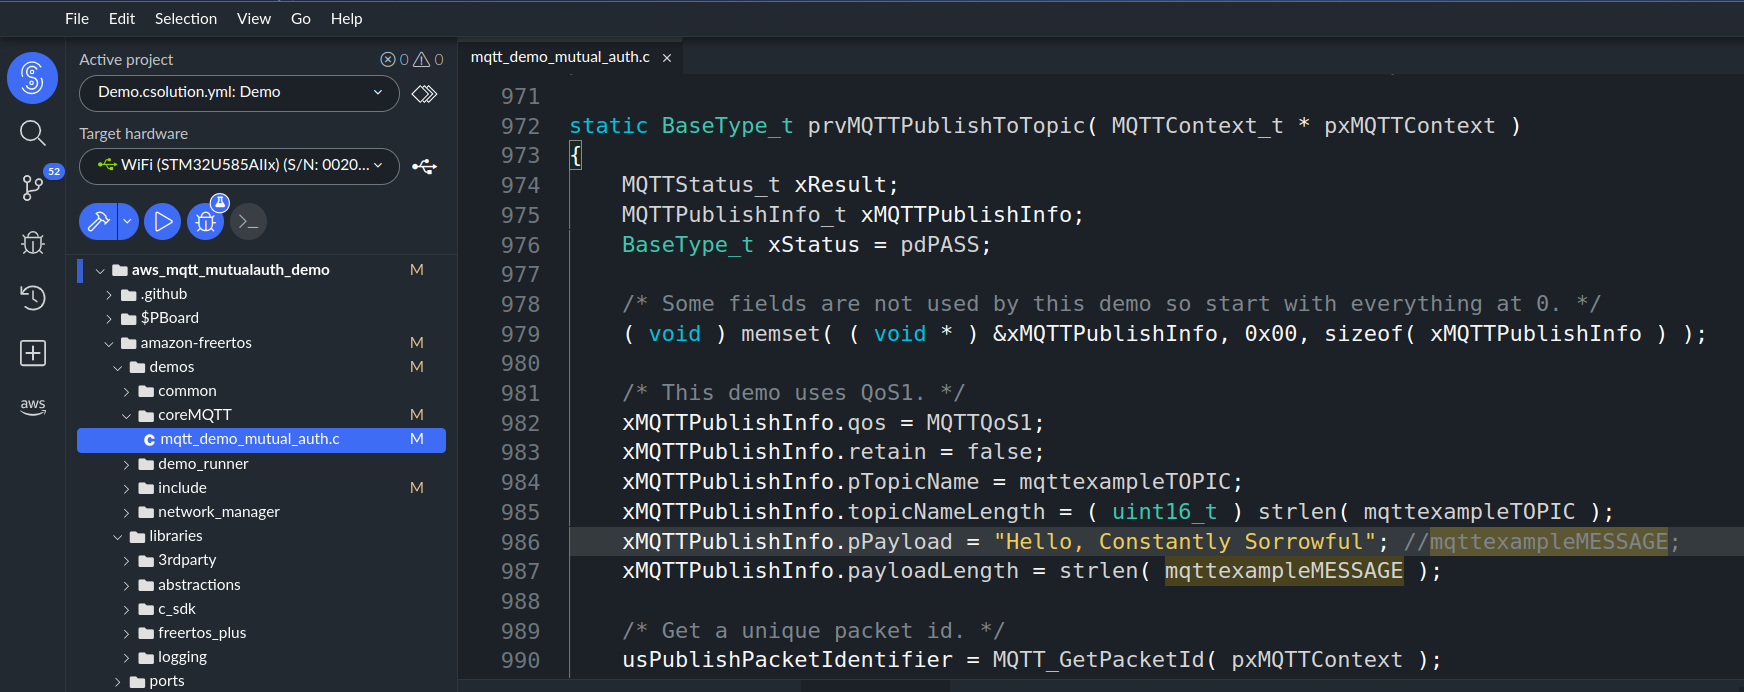 File Edit Selection View Go Help
Active project 0 0
Demo.csolution.yml: Demo
Target hardware
WiFi (STM32U585AIIx) (S/N: 0020...
52
>_
aws
aws_mqtt_mutualauth_demo M
.github
$PBoard
amazon-freertos M
demos M
common
coreMQTT M
C mqtt_demo_mutual_auth.c M
demo_runner
include M
network_manager
libraries
3rdparty
abstractions
c_sdk
freertos_plus
logging
ports
mqtt_demo_mutual_auth.c ×
971
972 static BaseType_t prvMQTTPublishToTopic( MQTTContext_t * pxMQTTContext )
973 {
974 MQTTStatus_t xResult;
975 MQTTPublishInfo_t xMQTTPublishInfo;
976 BaseType_t xStatus = pdPASS;
977
978 /* Some fields are not used by this demo so start with everything at 0. */
979 ( void ) memset( ( void * ) &xMQTTPublishInfo, 0x00, sizeof( xMQTTPublishInfo ) );
980
981 /* This demo uses QoS1. */
982 xMQTTPublishInfo.qos = MQTTQoS1;
983 xMQTTPublishInfo.retain = false;
984 xMQTTPublishInfo.pTopicName = mqttexampleTOPIC;
985 xMQTTPublishInfo.topicNameLength = ( uint16_t ) strlen( mqttexampleTOPIC );
986 xMQTTPublishInfo.pPayload = "Hello, Constantly Sorrowful"; //mqttexampleMESSAGE;
987 xMQTTPublishInfo.payloadLength = strlen( mqttexampleMESSAGE );
988
989 /* Get a unique packet id. */
990 usPublishPacketIdentifier = MQTT_GetPacketId( pxMQTTContext );